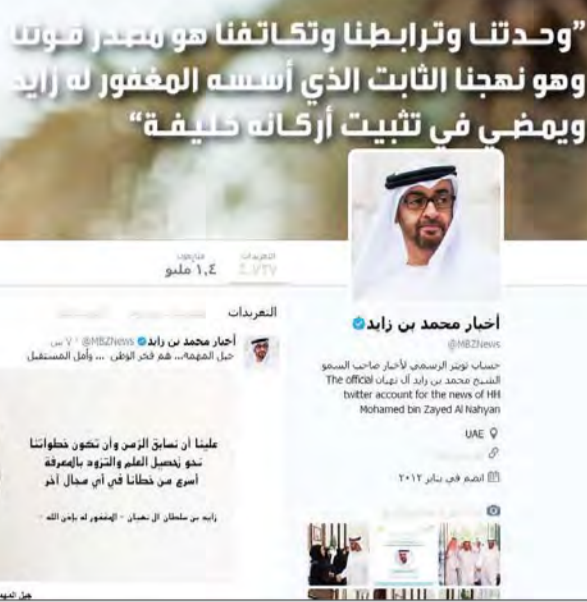 ”وحدتنا وترابطنا وتكاتفنا هو مصدر قوتنا
وهو نهجنا الثابت الذي أسسه المغفور له زايد
ويمضي في تثبيت أركانه خليفة“
التغريدات
متابعون
١,٤ مليو
أخبار محمد بن زايد
@MBZNews
حساب تويتر الرسمي لأخبار صاحب السمو
الشيخ محمد بن زايد آل نهيان The official
twitter account for the news of HH
Mohamed bin Zayed Al Nahyan
UAE
انضم في يناير ٢٠١٢
التغريدات
أخبار محمد بن زايد @MBZNews · ٧ س
جيل المهمة... هم فخر الوطن ... وأمل المستقبل
علينا أن نسابق الزمن وأن تكون خطواتنا
نحو تحصيل العلم والتزود بالمعرفة
أسرع من خطانا في أي مجال آخر
زايد بن سلطان آل نهيان - المغفور له بإذن الله -